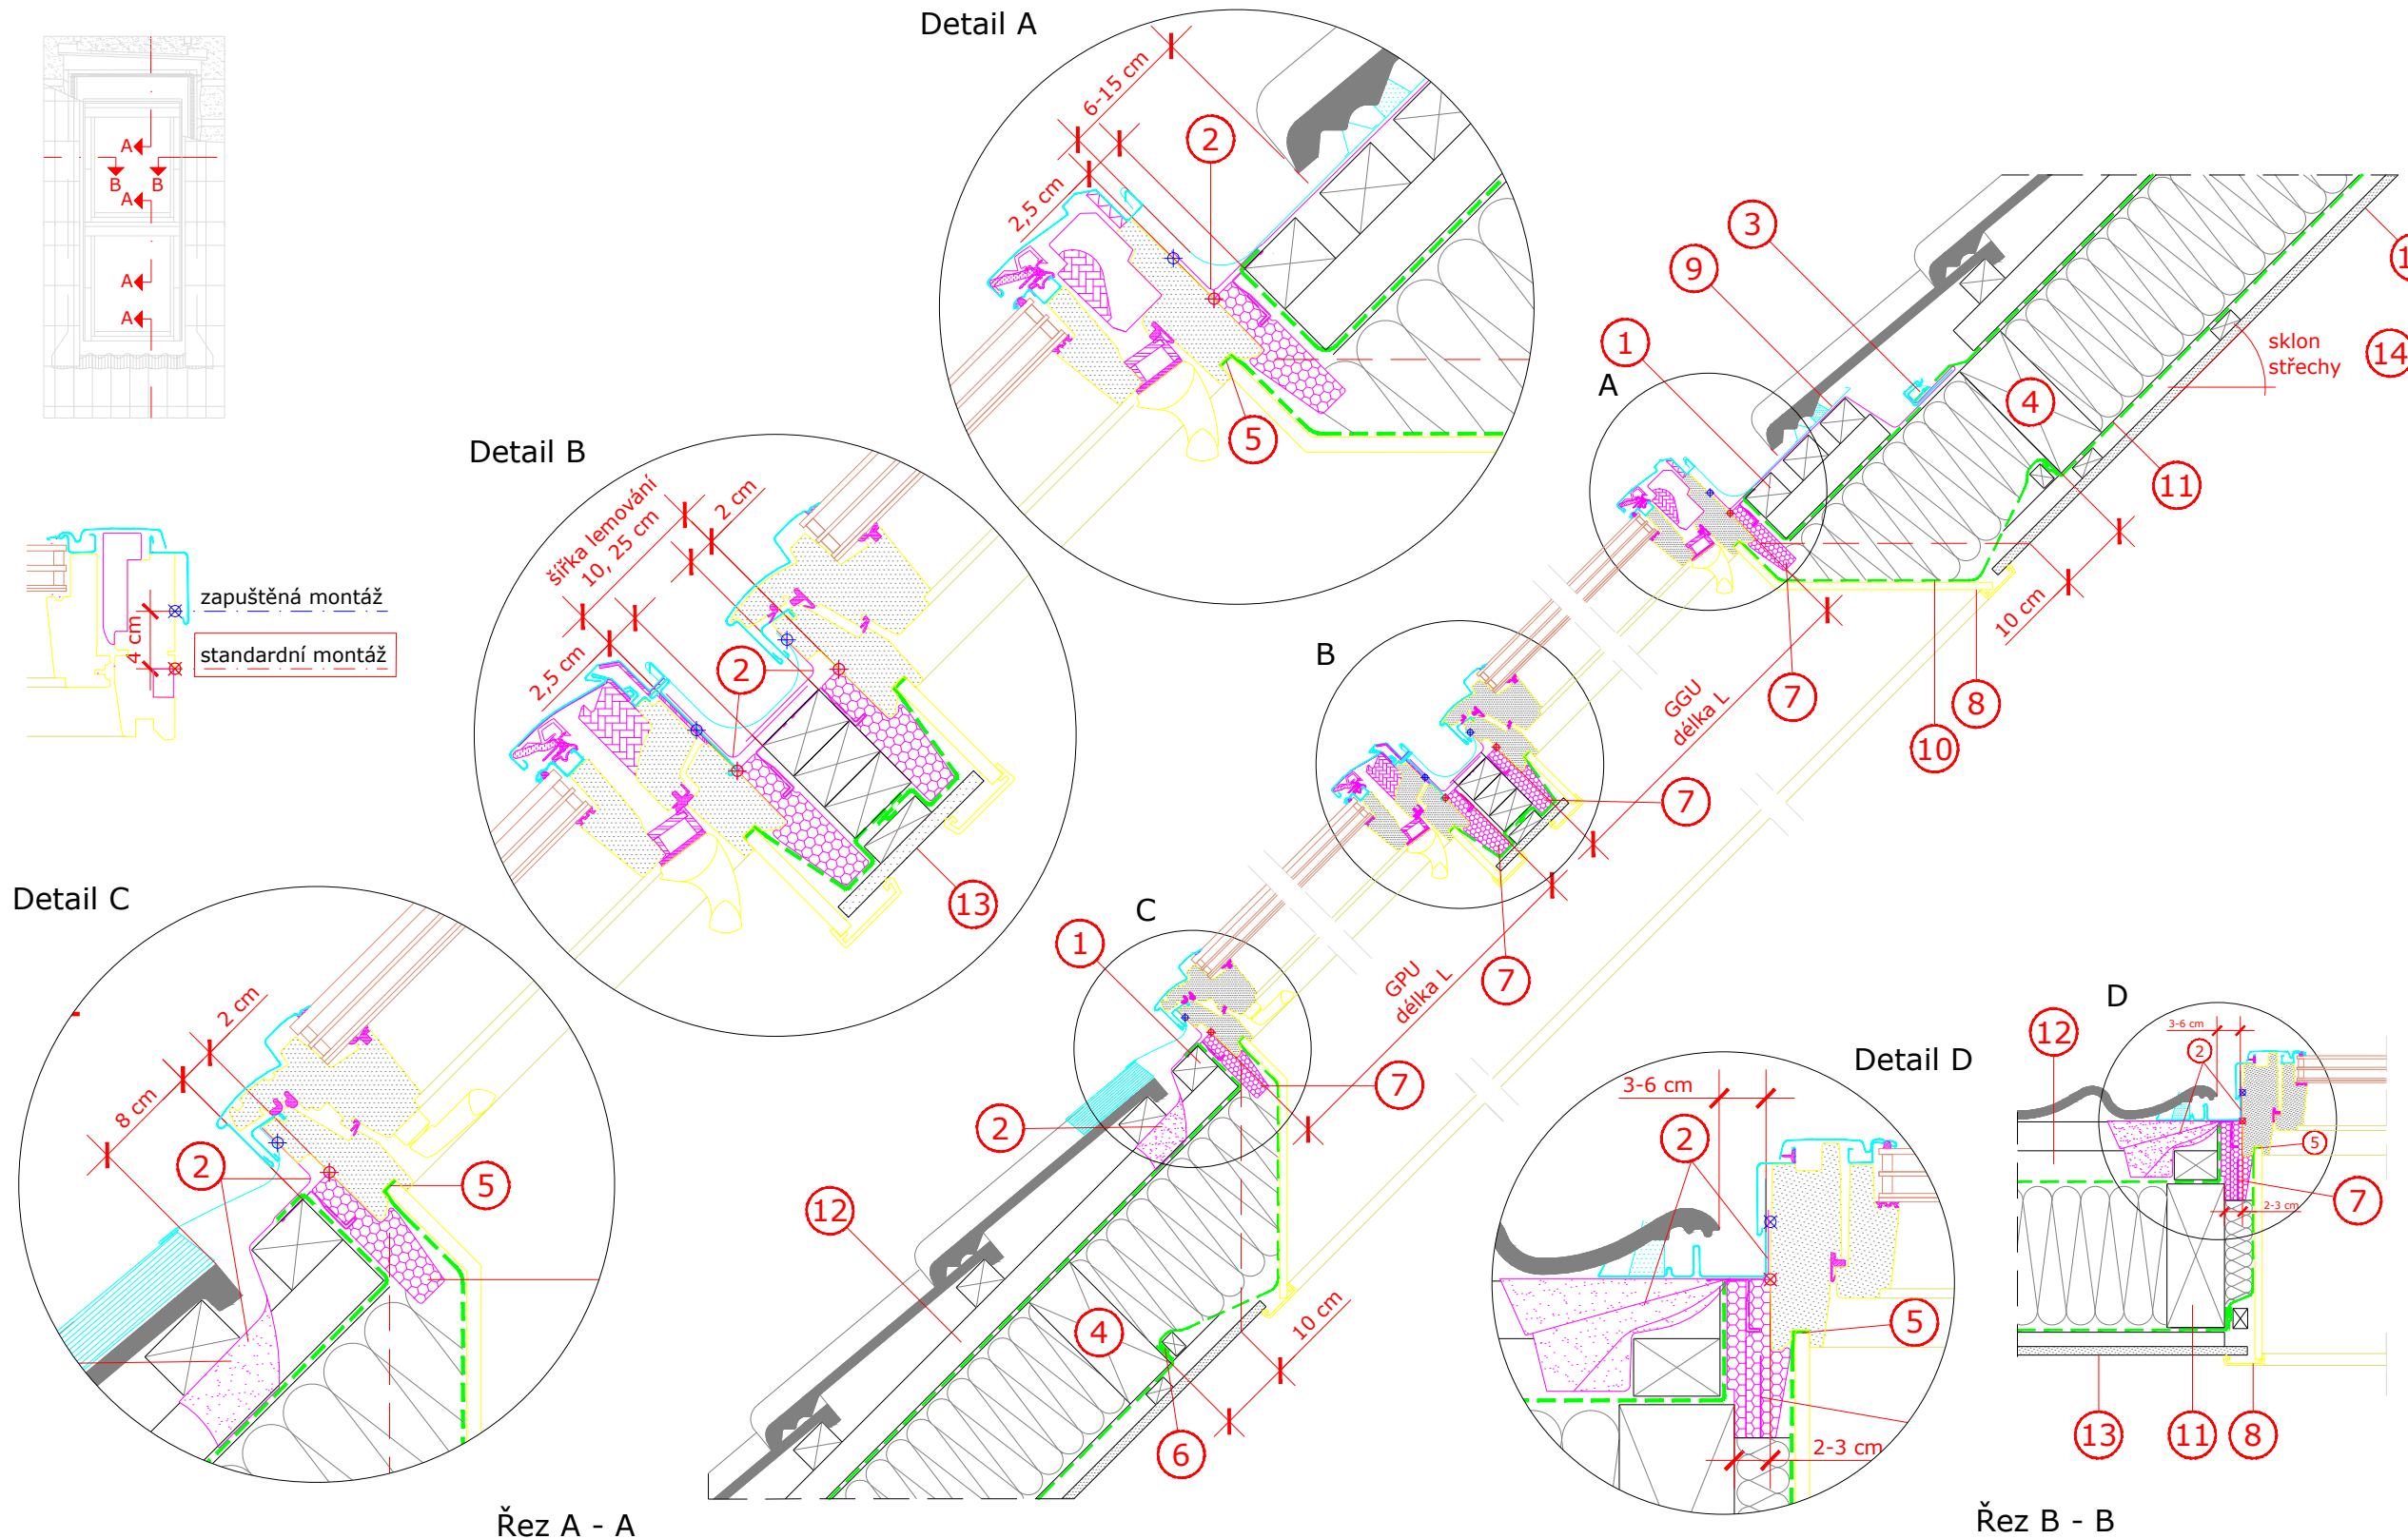 Detail A
6-15 cm
2
2,5 cm
5
A
B
B
A
A
A
zapuštěná montáž
4 cm
standardní montáž
Detail B
šířka lemování
10, 25 cm
2 cm
2,5 cm
2
13
Detail C
2 cm
8 cm
2
5
3
9
1
A
4
sklon
střechy
14
11
10 cm
7
8
10
B
GGU
délka L
7
7
GPU
délka L
C
1
7
2
12
4
10 cm
6
Řez A - A
Detail D
3-6 cm
2
5
2-3 cm
D
12
3-6 cm
2
5
7
2-3 cm
13
11
8
Řez B - B